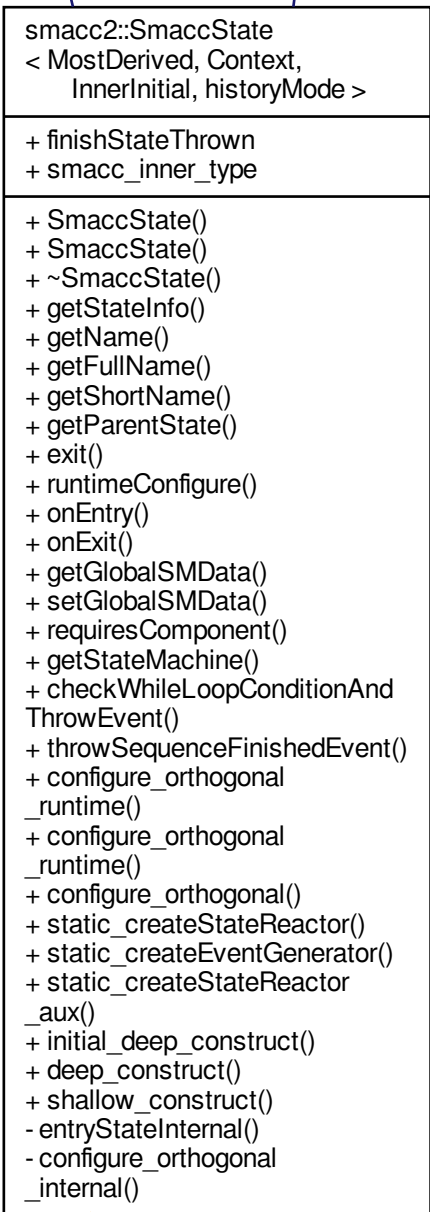 smacc2::SmaccState
< MostDerived, Context,
InnerInitial, historyMode >
+ finishStateThrown
+ smacc_inner_type
+ SmaccState()
+ SmaccState()
+ ~SmaccState()
+ getStateInfo()
+ getName()
+ getFullName()
+ getShortName()
+ getParentState()
+ exit()
+ runtimeConfigure()
+ onEntry()
+ onExit()
+ getGlobalSMData()
+ setGlobalSMData()
+ requiresComponent()
+ getStateMachine()
+ checkWhileLoopConditionAnd
ThrowEvent()
+ throwSequenceFinishedEvent()
+ configure_orthogonal
_runtime()
+ configure_orthogonal
_runtime()
+ configure_orthogonal()
+ static_createStateReactor()
+ static_createEventGenerator()
+ static_createStateReactor
_aux()
+ initial_deep_construct()
+ deep_construct()
+ shallow_construct()
- entryStateInternal()
- configure_orthogonal
_internal()